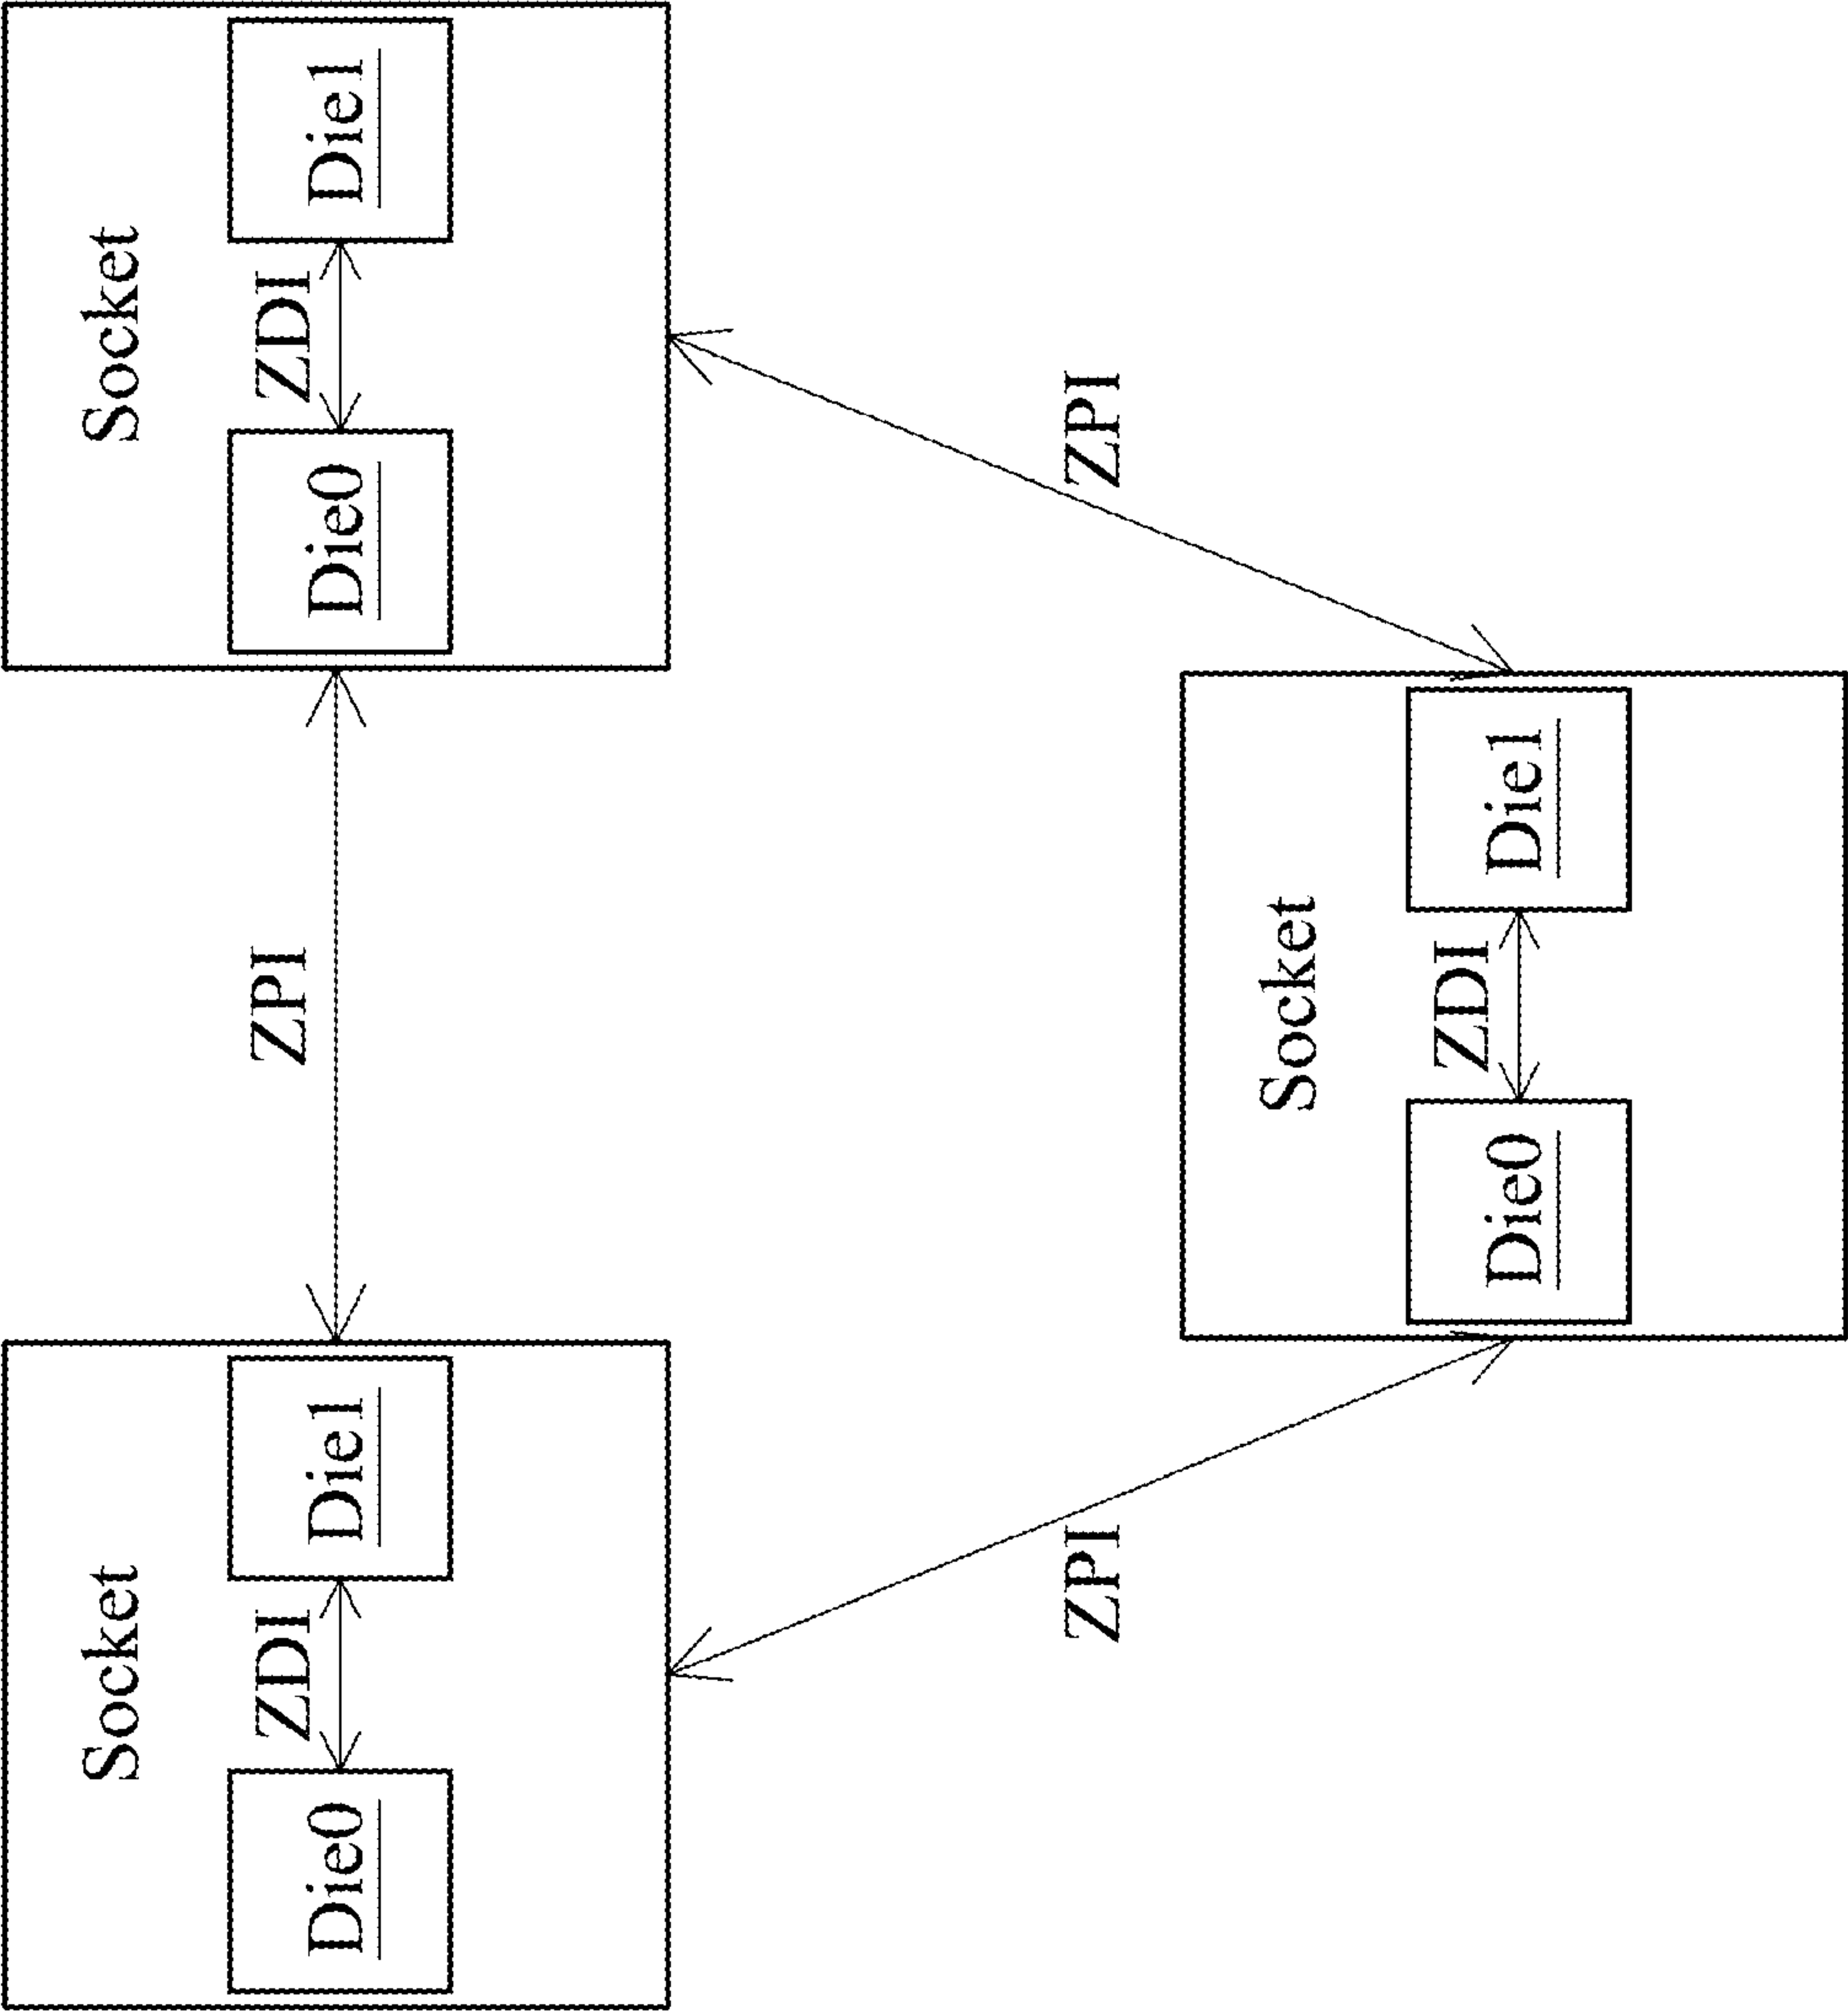 Socket
Die0
ZDI
Die1
ZPI
Socket
Die0
ZDI
Die1
ZPI
ZPI
Socket
Die0
ZDI
Die1